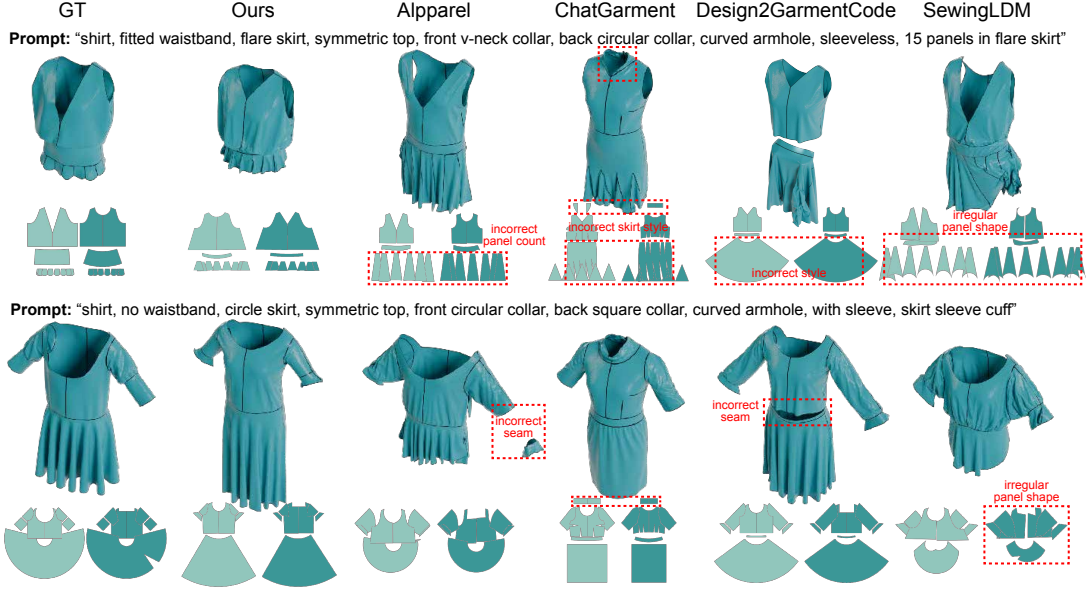 GT Ours AIpparel ChatGarment Design2GarmentCode SewingLDM
Prompt: “shirt, fitted waistband, flare skirt, symmetric top, front v-neck collar, back circular collar, curved armhole, sleeveless, 15 panels in flare skirt“
incorrect
panel count
incorrect skirt style
incorrect style
irregular
panel shape
Prompt: “shirt, no waistband, circle skirt, symmetric top, front circular collar, back square collar, curved armhole, with sleeve, skirt sleeve cuff”
incorrect
seam
incorrect
seam
irregular
panel shape